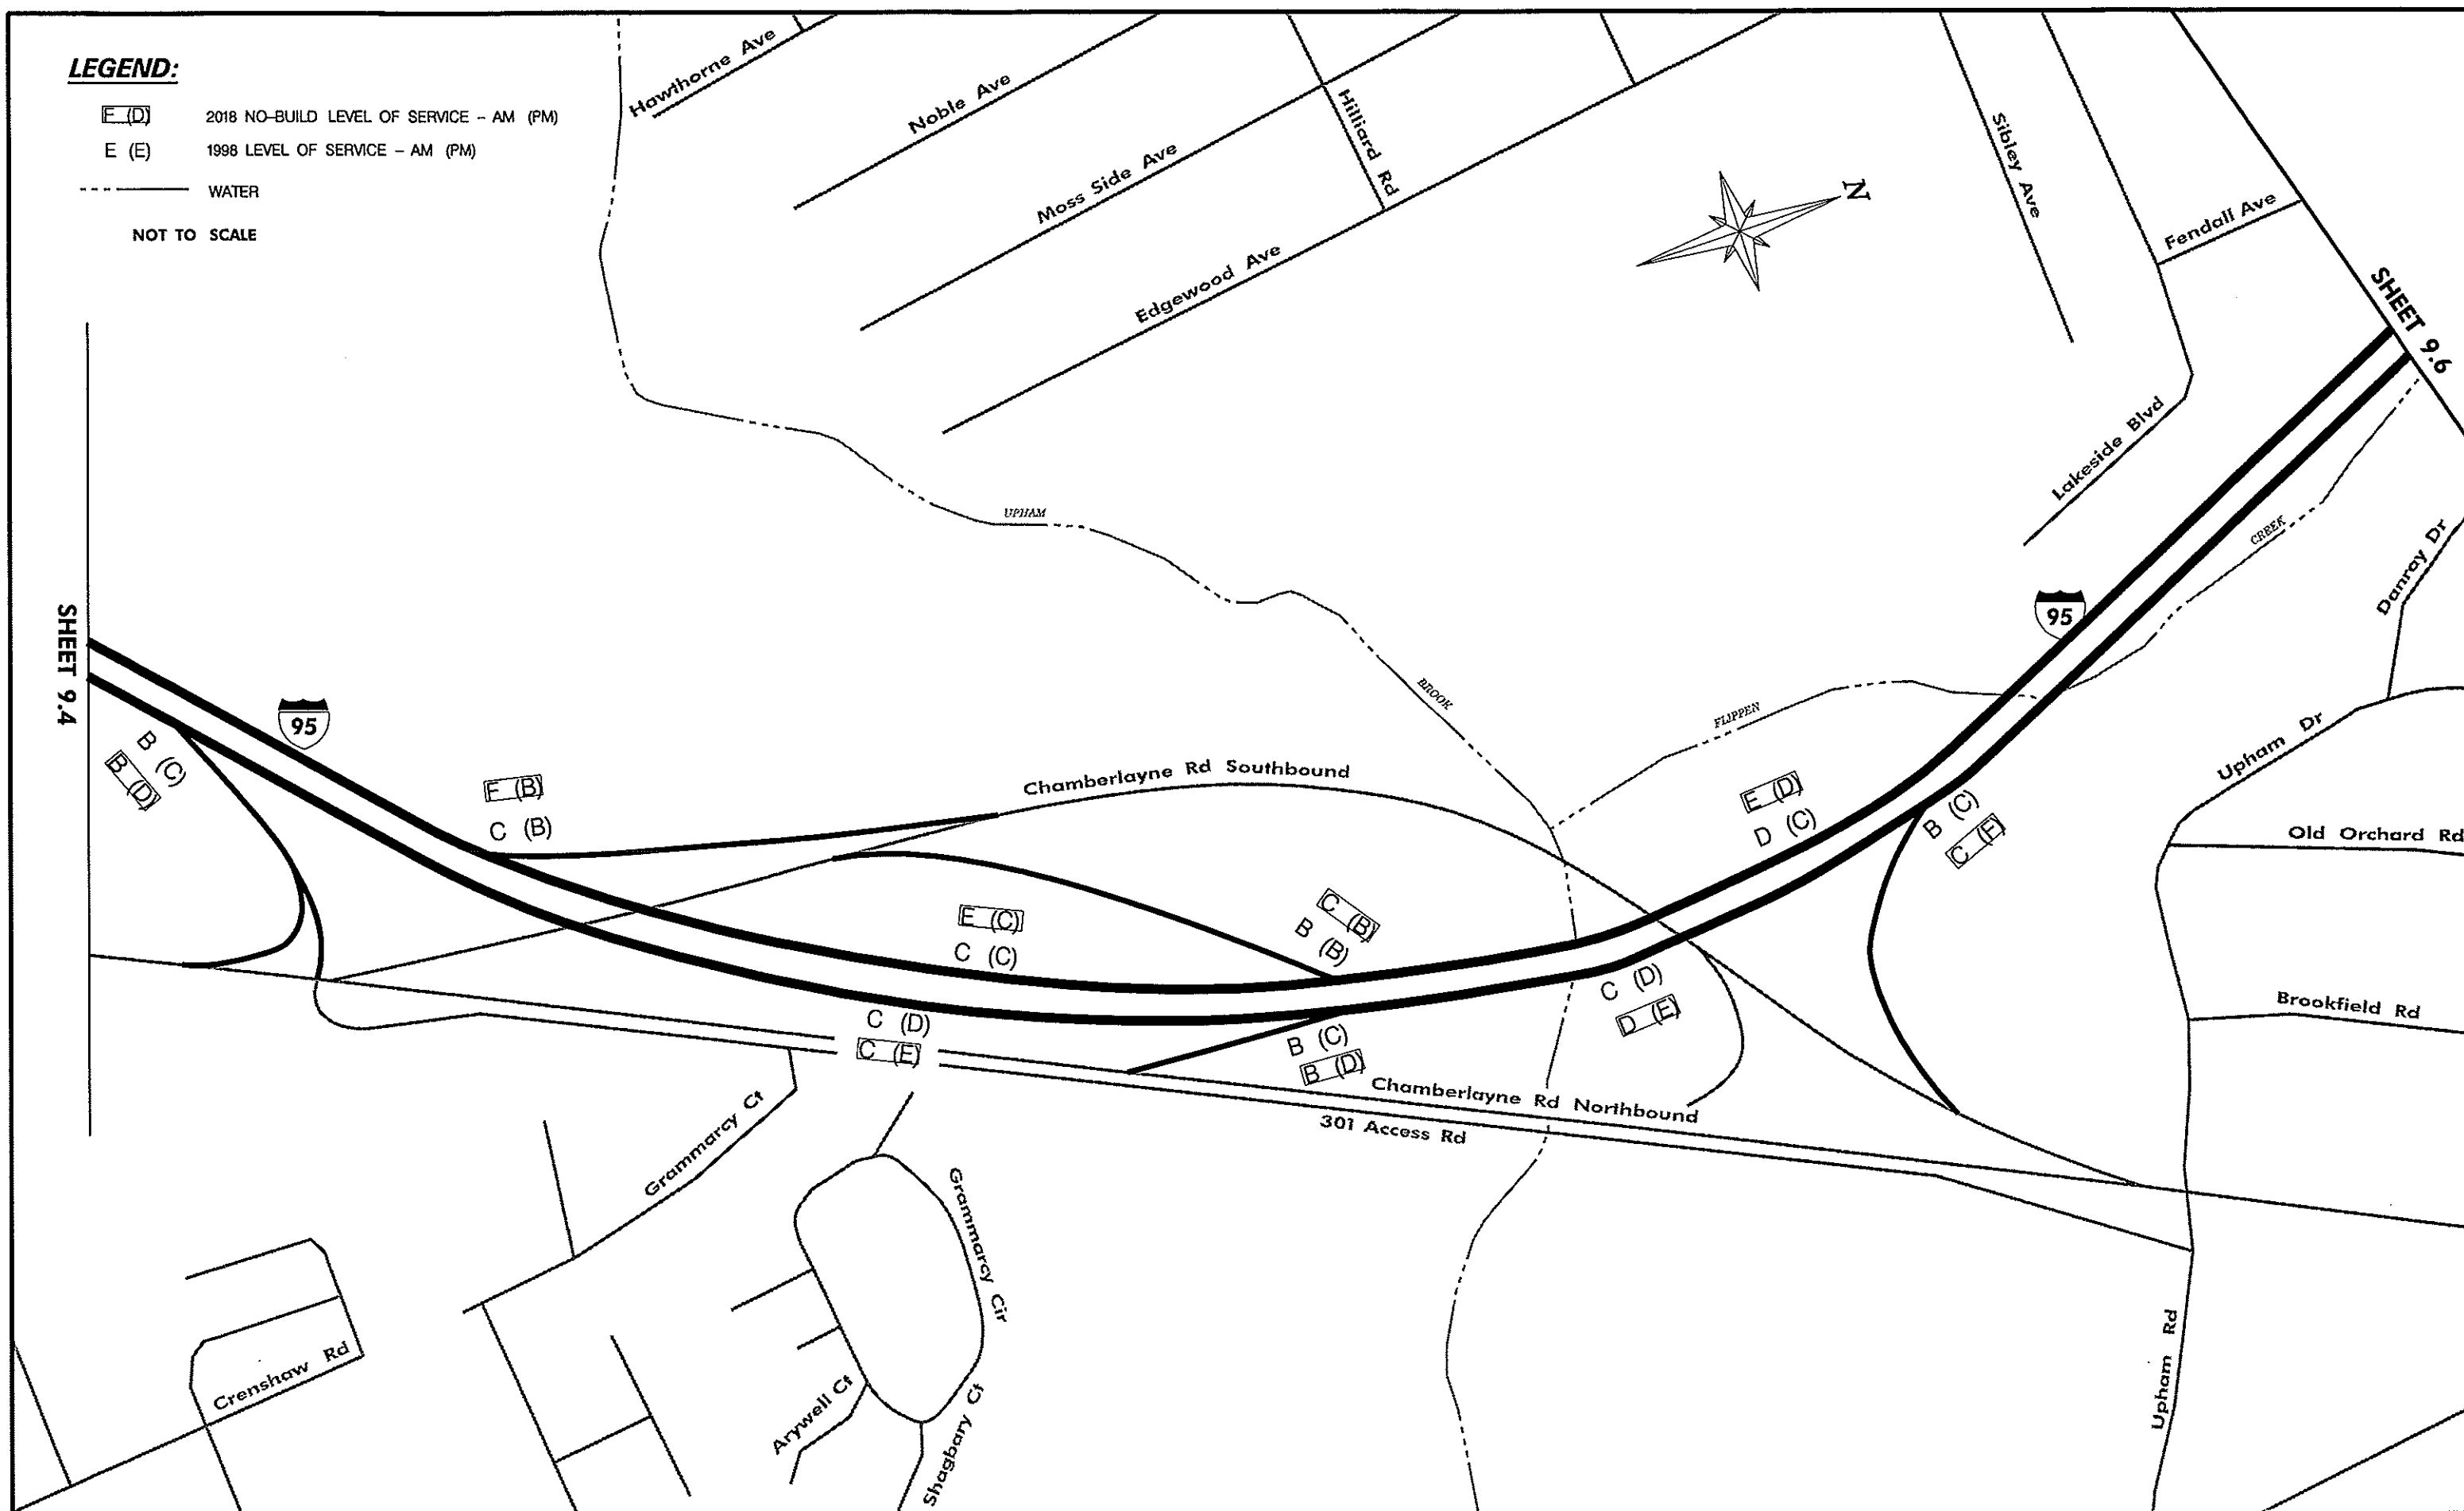 LEGEND:
F (D) 2018 NO-BUILD LEVEL OF SERVICE - AM (PM)
E (E) 1998 LEVEL OF SERVICE - AM (PM)
WATER
NOT TO SCALE
Hawthorne Ave
Noble Ave
Moss Side Ave
Edgewood Ave
Hilliard Rd
N
Sibley Ave
Fendall Ave
SHEET 9.6
Lakeside Blvd
CREEK
Danray Dr
UPHAM
BROOK
FLIPPEN
95
95
SHEET 9.4
B (C)
B (D)
F (B)
C (B)
Chamberlayne Rd Southbound
E (D)
D (C)
B (C)
Upham Dr
Old Orchard Rd
C (B)
B (B)
C (C)
C (D)
C (E)
C (D)
D (E)
B (C)
B (D)
Brookfield Rd
Chamberlayne Rd Northbound
301 Access Rd
Grammarcy Ct
Grammarcy Cir
Crenshaw Rd
Arywell Ct
Shagbary Ct
Upham Rd